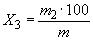 X₃ = m₂·100 / m